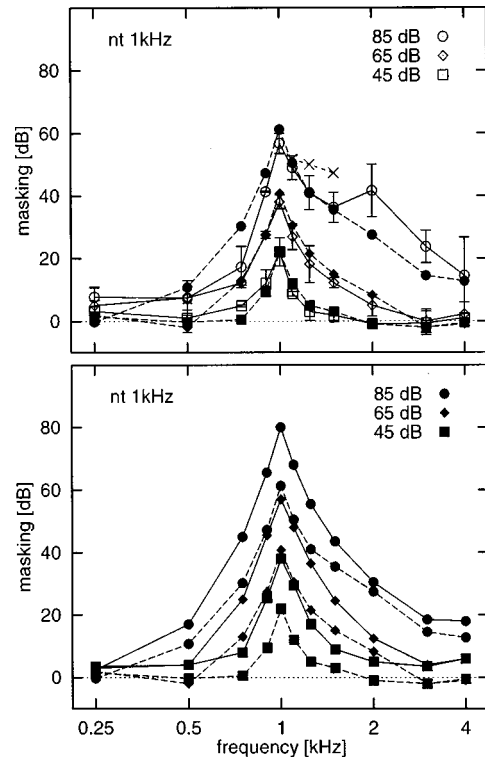 nt 1kHz
85 dB
65 dB
45 dB
80
60
40
20
0
masking [dB]
nt 1kHz
85 dB
65 dB
45 dB
80
60
40
20
0
masking [dB]
0.25 0.5 1 2 4
frequency [kHz]